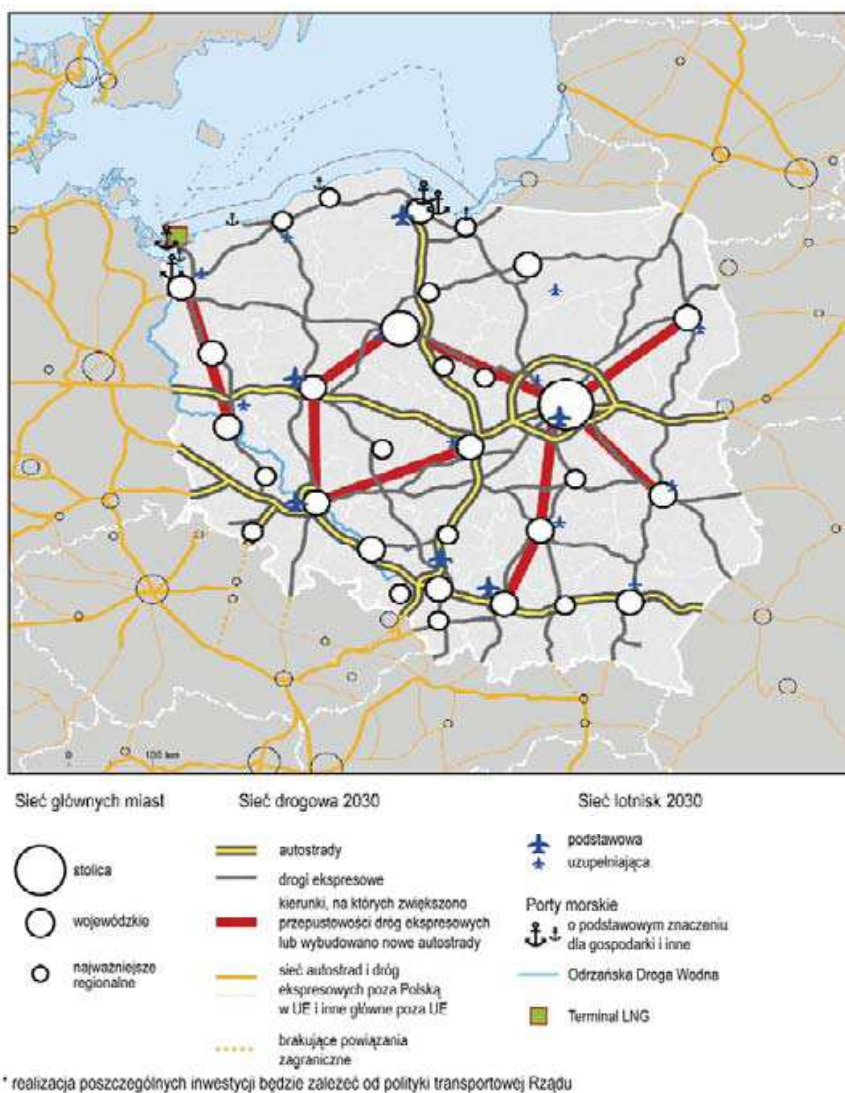 0 100 km
Sieć głównych miast
stolica
wojewódzkie
najważniejsze
regionalne
Sieć drogowa 2030
autostrady
drogi ekspresowe
kierunki, na których zwiększono
przepustowości dróg ekspresowych
lub wybudowano nowe autostrady
sieć autostrad i dróg
ekspresowych poza Polską
w UE i inne główne poza UE
brakujące powiązania
zagraniczne
Sieć lotnisk 2030
podstawowa
uzupełniająca
Porty morskie
o podstawowym znaczeniu
dla gospodarki i inne
Odrzańska Droga Wodna
Terminal LNG
* realizacja poszczególnych inwestycji będzie zależeć od polityki transportowej Rządu